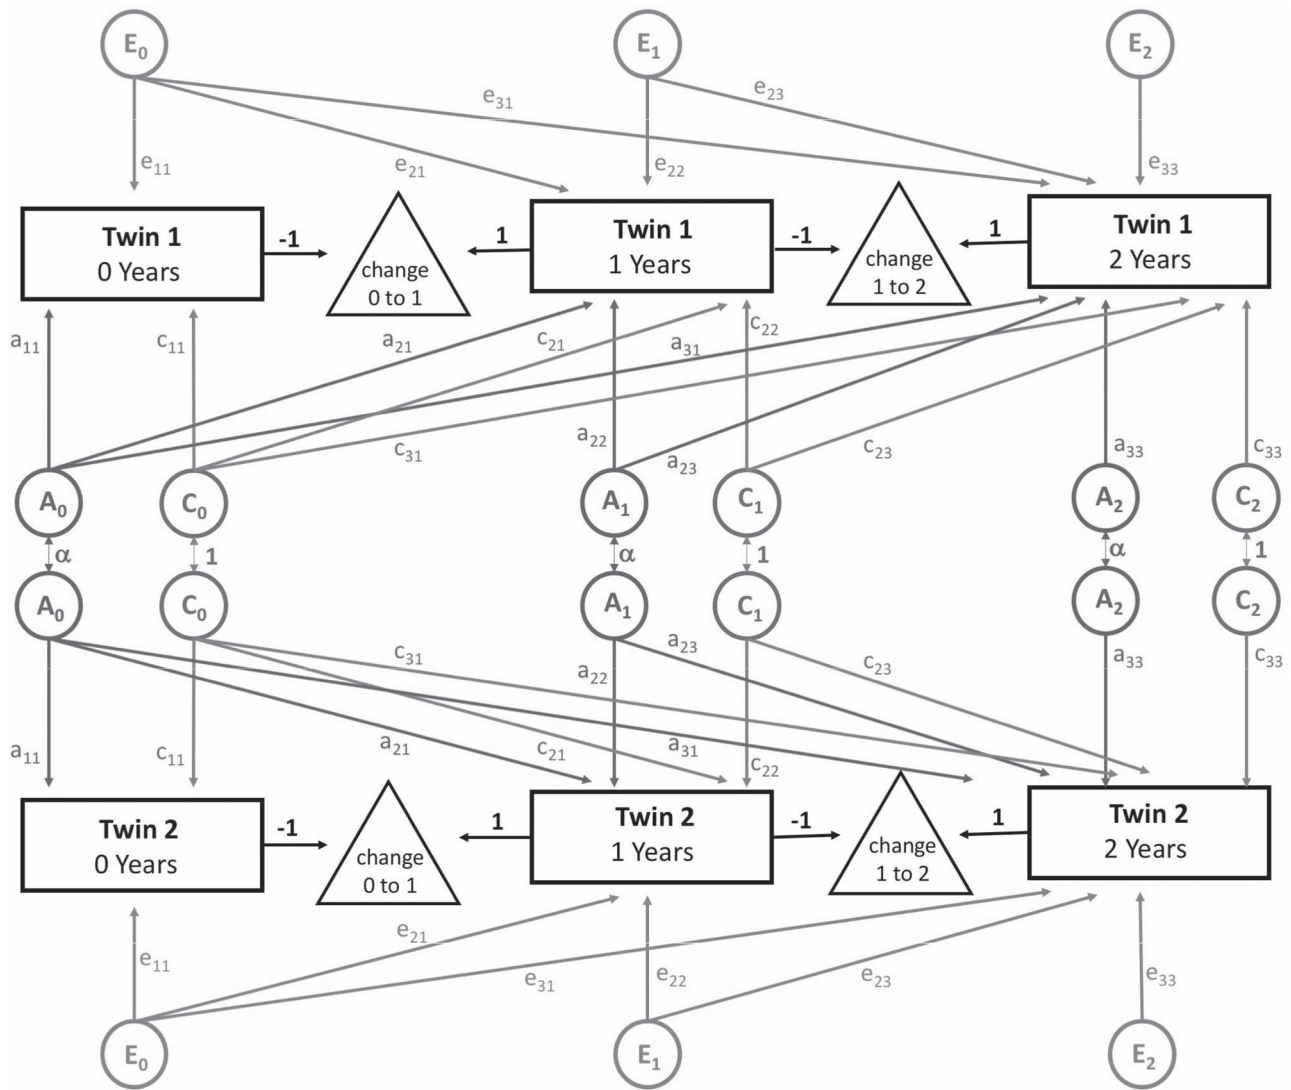 E₀ E₁ E₂
e₃₁ e₂₃
e₁₁ e₂₁ e₂₂ e₃₃
Twin 1
0 Years
-1
change
0 to 1
1
Twin 1
1 Years
-1
change
1 to 2
1
Twin 1
2 Years
a₁₁ c₁₁ a₂₁ c₂₁ c₂₂ a₃₁
c₃₁ a₂₂ a₂₃ c₂₃ a₃₃ c₃₃
A₀ C₀ A₁ C₁ A₂ C₂
α 1 α 1 α 1
A₀ C₀ A₁ C₁ A₂ C₂
c₃₁ a₂₂ a₂₃ c₂₃ a₃₃ c₃₃
a₁₁ c₁₁ a₂₁ c₂₁ a₃₁ c₂₂
Twin 2
0 Years
-1
change
0 to 1
1
Twin 2
1 Years
-1
change
1 to 2
1
Twin 2
2 Years
e₁₁ e₂₁ e₃₁ e₂₂ e₂₃ e₃₃
E₀ E₁ E₂